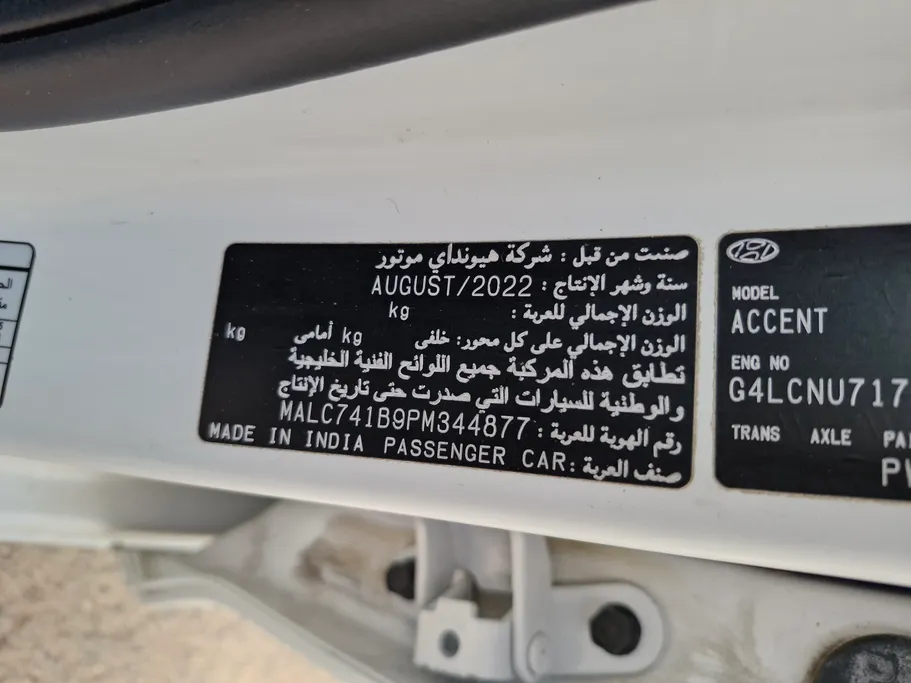 صنعت من قبل : شركة هيونداي موتور
سنة وشهر الإنتاج : AUGUST/2022
الوزن الإجمالي للعربة : kg
الوزن الإجمالي على كل محور: خلفى kg أمامى kg
تطابق هذه المركبة جميع اللوائح الفنية الخليجية
والوطنية للسيارات التي صدرت حتى تاريخ الإنتاج
رقم الهوية للعربة : MALC741B9PM344877
صنف العربة : MADE IN INDIA PASSENGER CAR
MODEL
ACCENT
ENG NO
G4LCNU717
TRANS AXLE